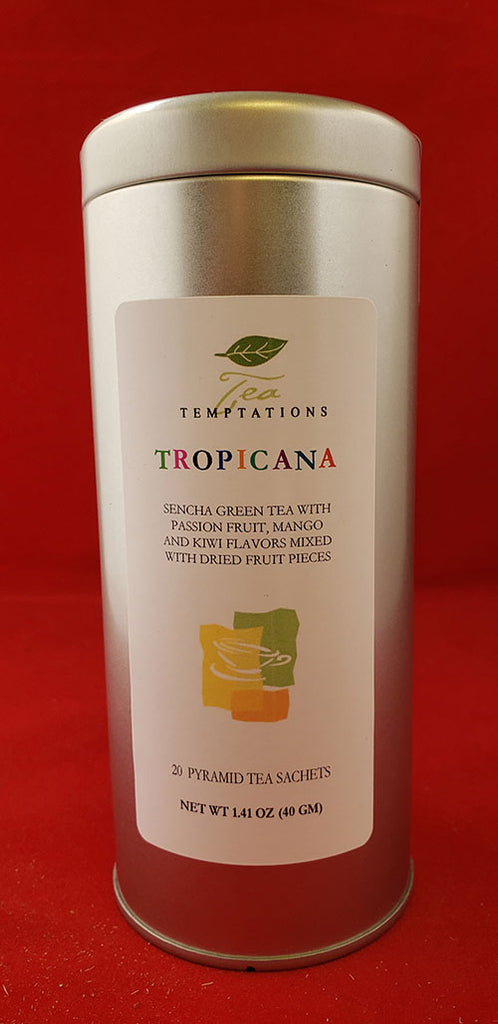 Tea
TEMPTATIONS
TROPICANA
SENCHA GREEN TEA WITH
PASSION FRUIT, MANGO
AND KIWI FLAVORS MIXED
WITH DRIED FRUIT PIECES
20 PYRAMID TEA SACHETS
NET WT 1.41 OZ (40 GM)